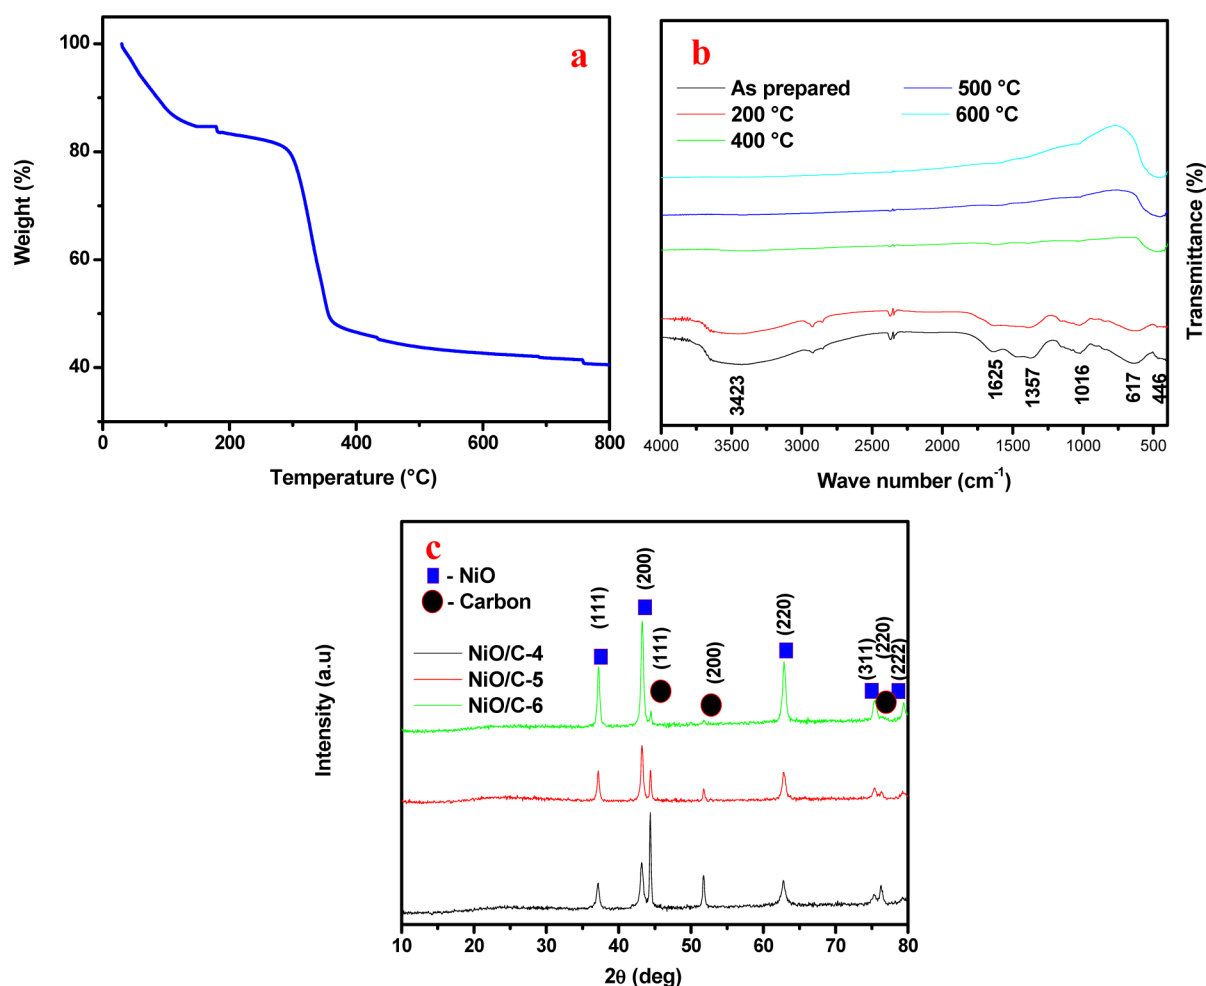 a
100
80
60
40
Weight (%)
0 200 400 600 800
Temperature (°C)
b
As prepared
200 °C
400 °C
500 °C
600 °C
Transmittance (%)
3423
1625
1357
1016
617
446
4000 3500 3000 2500 2000 1500 1000 500
Wave number (cm⁻¹)
c
- NiO
- Carbon
NiO/C-4
NiO/C-5
NiO/C-6
(111)
(200)
(111)
(200)
(220)
(311)
(220)
(222)
Intensity (a.u)
10 20 30 40 50 60 70 80
2θ (deg)